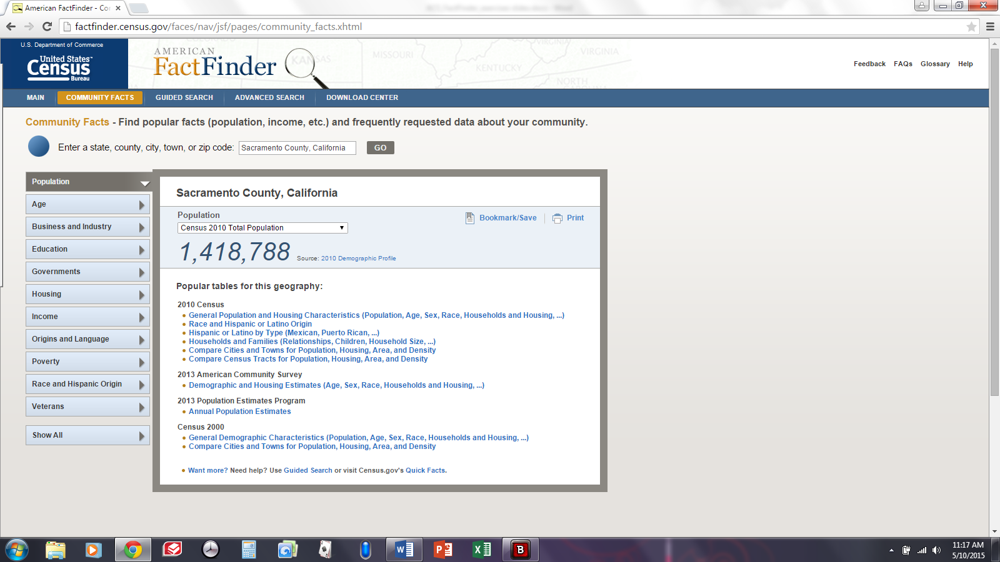 American FactFinder - Co
factfinder.census.gov/faces/nav/jsf/pages/community_facts.xhtml
U.S. Department of Commerce
United States™
Census
Bureau
AMERICAN
FactFinder
COLORADO
KANSAS
MISSOURI
KENTUCKY
VIRGINIA
VIRGINIA
NORTH
CAROLINA
Feedback FAQs Glossary Help
MAIN COMMUNITY FACTS GUIDED SEARCH ADVANCED SEARCH DOWNLOAD CENTER
Community Facts - Find popular facts (population, income, etc.) and frequently requested data about your community.
Enter a state, county, city, town, or zip code: Sacramento County, California GO
Population
Age
Business and Industry
Education
Governments
Housing
Income
Origins and Language
Poverty
Race and Hispanic Origin
Veterans
Show All
Sacramento County, California
Population
Census 2010 Total Population
Bookmark/Save Print
1,418,788 Source: 2010 Demographic Profile
Popular tables for this geography:
2010 Census
General Population and Housing Characteristics (Population, Age, Sex, Race, Households and Housing, ...)
Race and Hispanic or Latino Origin
Hispanic or Latino by Type (Mexican, Puerto Rican, ...)
Households and Families (Relationships, Children, Household Size, ...)
Compare Cities and Towns for Population, Housing, Area, and Density
Compare Census Tracts for Population, Housing, Area, and Density
2013 American Community Survey
Demographic and Housing Estimates (Age, Sex, Race, Households and Housing, ...)
2013 Population Estimates Program
Annual Population Estimates
Census 2000
General Demographic Characteristics (Population, Age, Sex, Race, Households and Housing, ...)
Compare Cities and Towns for Population, Housing, Area, and Density
Want more? Need help? Use Guided Search or visit Census.gov's Quick Facts.
11:17 AM
5/10/2015